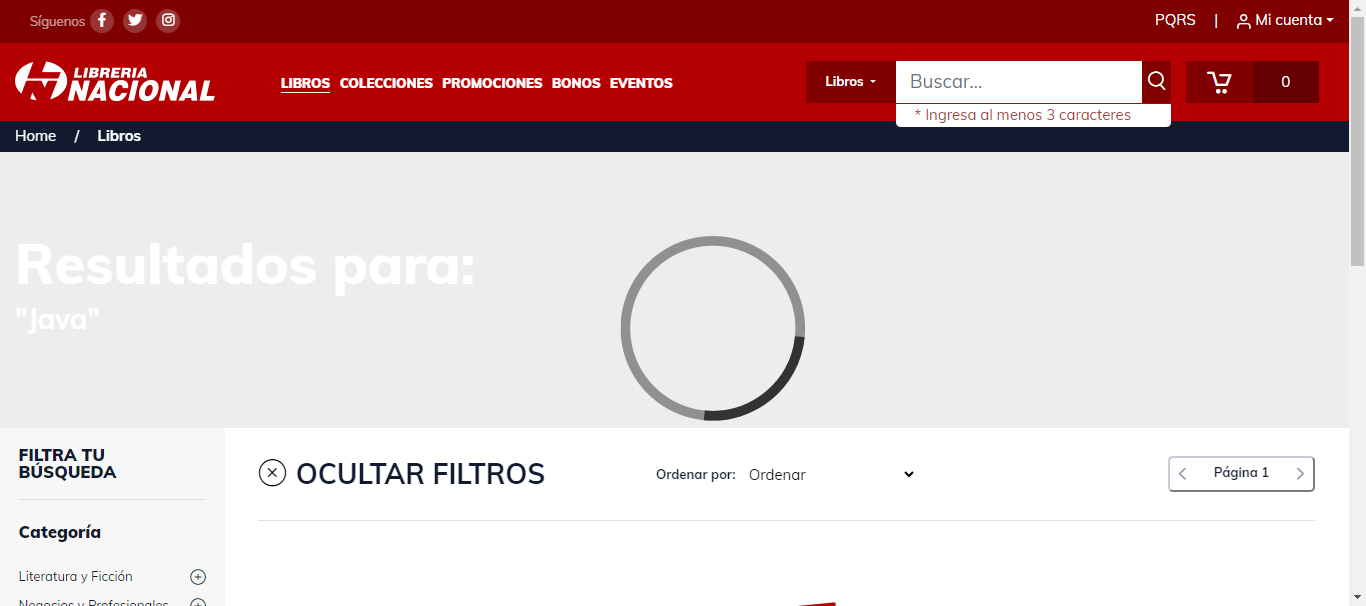 Síguenos
PQRS | Mi cuenta
LIBRERIA
NACIONAL
LIBROS COLECCIONES PROMOCIONES BONOS EVENTOS
Libros
Buscar...
0
* Ingresa al menos 3 caracteres
Home / Libros
Resultados para:
"Java"
FILTRA TU
BÚSQUEDA
OCULTAR FILTROS
Ordenar por: Ordenar
Página 1
Categoría
Literatura y Ficción
Negocios y Profesionales